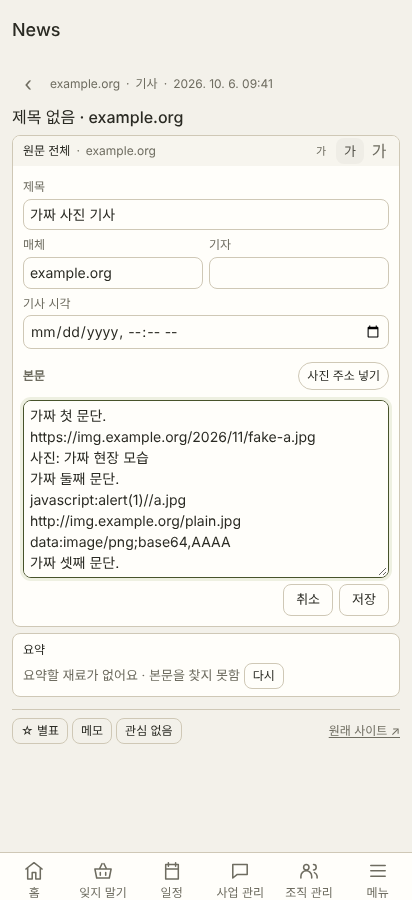 News
example.org · 기사 · 2026. 10. 6. 09:41
제목 없음 · example.org
원문 전체 · example.org 가 가 가
제목
가짜 사진 기사
매체 기자
example.org
기사 시각
mm/dd/yyyy, --:-- --
본문 사진 주소 넣기
가짜 첫 문단.
https://img.example.org/2026/11/fake-a.jpg
사진: 가짜 현장 모습
가짜 둘째 문단.
javascript:alert(1)//a.jpg
http://img.example.org/plain.jpg
data:image/png;base64,AAAA
가짜 셋째 문단.
취소 저장
요약
요약할 재료가 없어요 · 본문을 찾지 못함 다시
☆ 별표 메모 관심 없음 원래 사이트 ↗
홈 잊지 말기 일정 사업 관리 조직 관리 메뉴